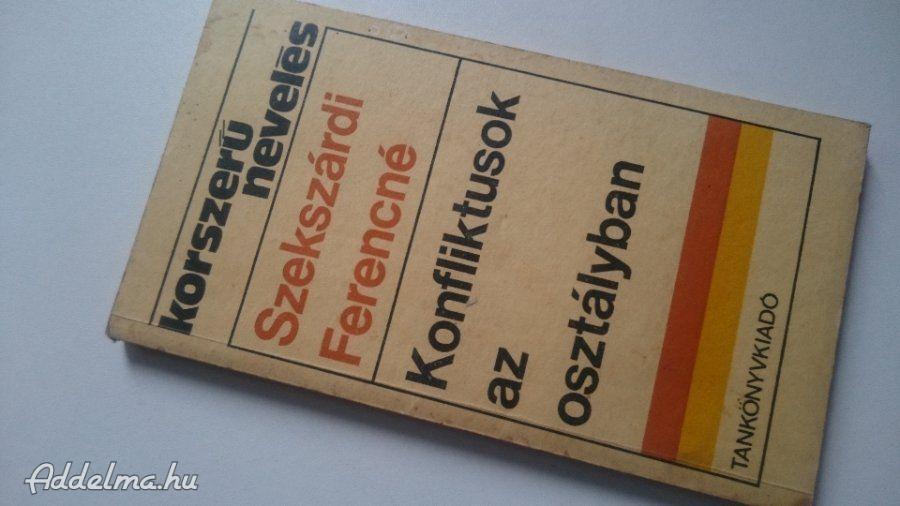 korszerű
nevelés
Szekszárdi
Ferencné
Konfliktusok
az
osztályban
TANKÖNYVKIADÓ
Addelma.hu